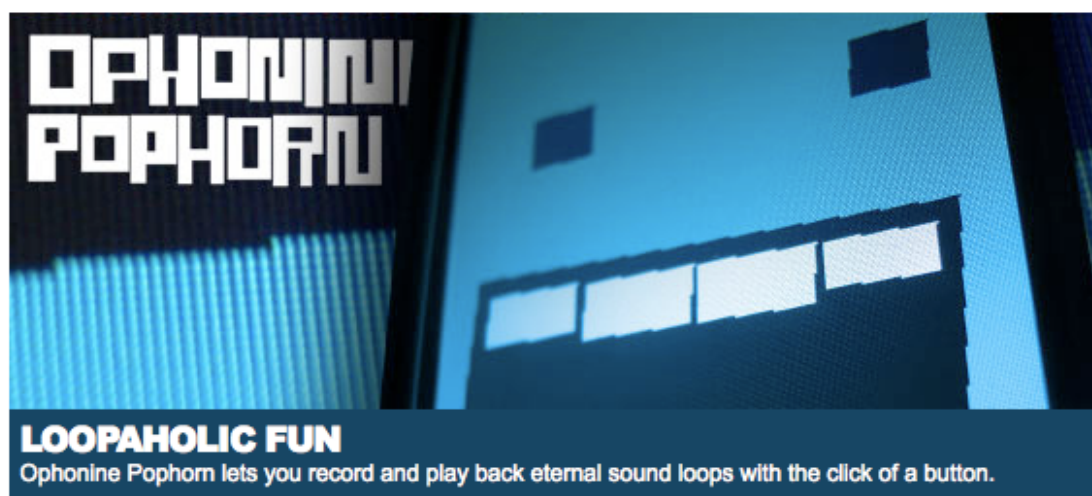 OPHONINI
POPHORN
LOOPAHOLIC FUN
Ophonine Pophorn lets you record and play back eternal sound loops with the click of a button.